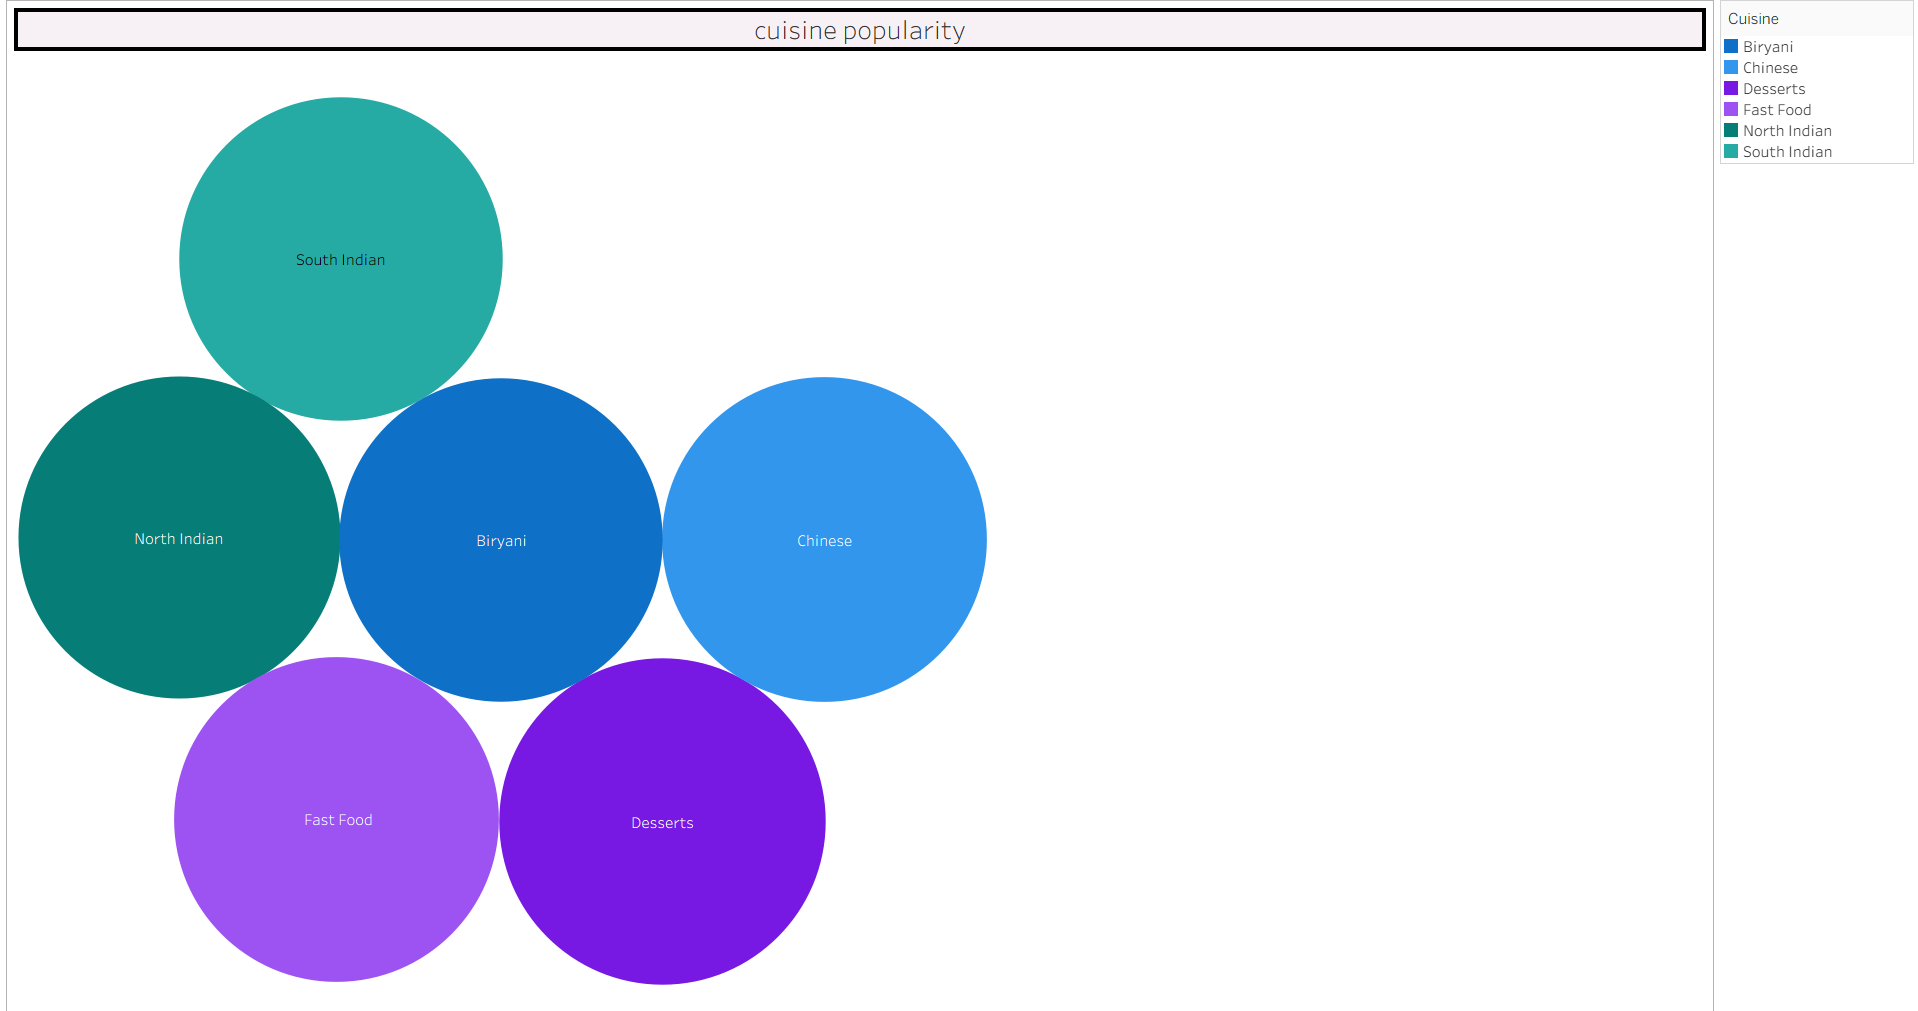 cuisine popularity
Cuisine
Biryani
Chinese
Desserts
Fast Food
North Indian
South Indian
South Indian
North Indian
Biryani
Chinese
Fast Food
Desserts